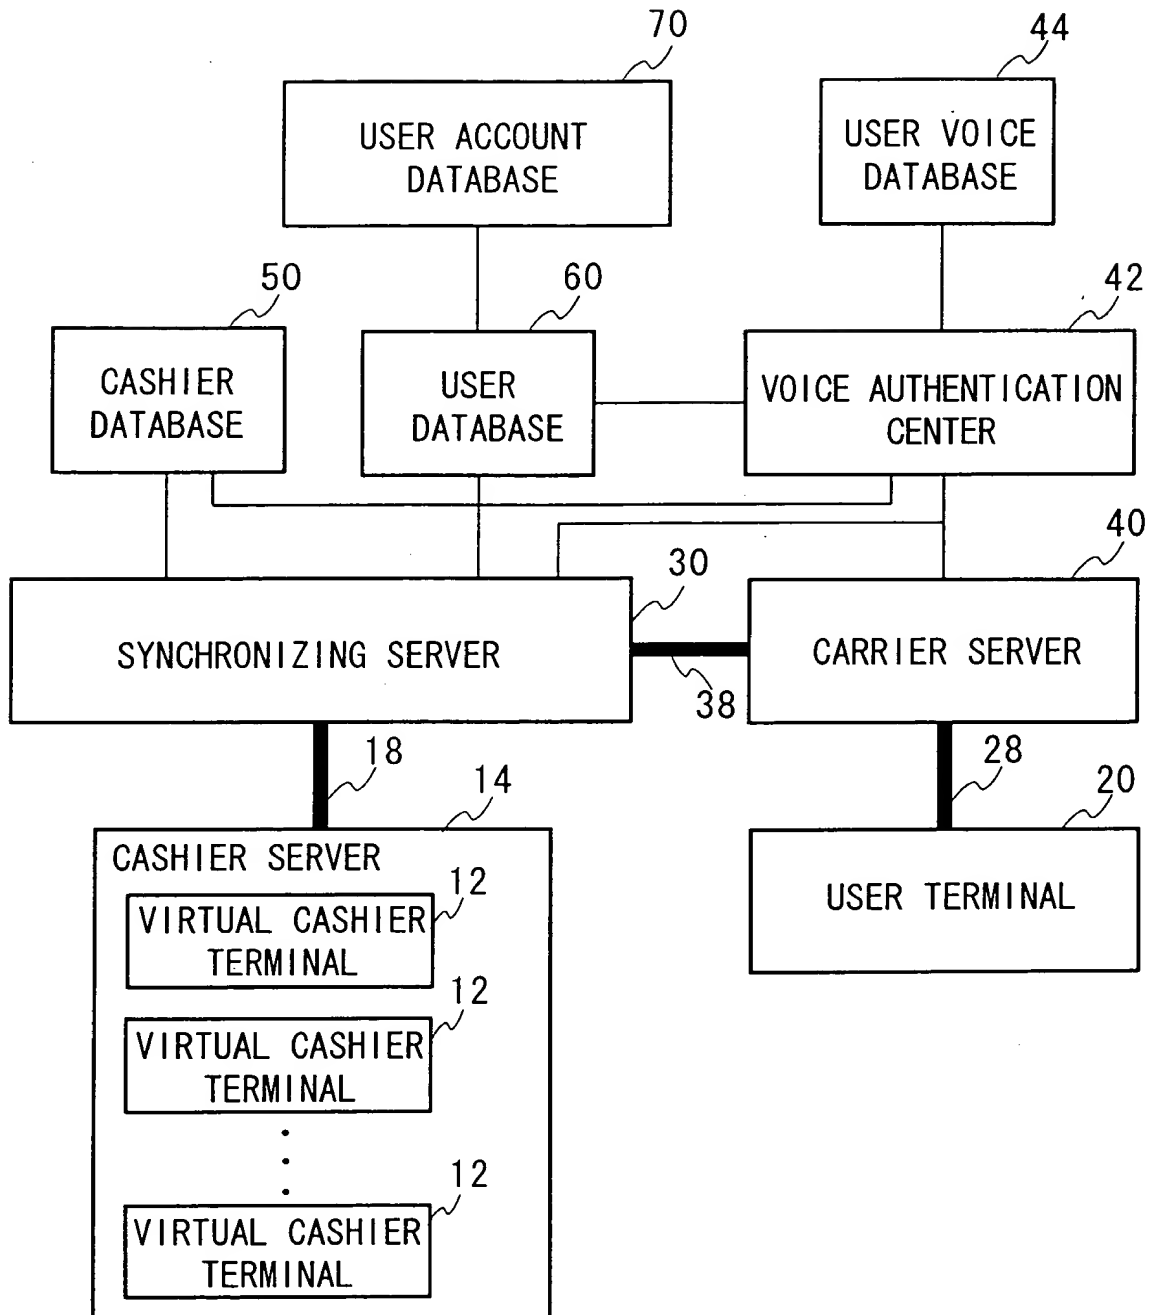 70
44
USER ACCOUNT
DATABASE
USER VOICE
DATABASE
50
60
42
CASHIER
DATABASE
USER
DATABASE
VOICE AUTHENTICATION
CENTER
30
40
SYNCHRONIZING SERVER
CARRIER SERVER
38
18
28
14
20
CASHIER SERVER
12
VIRTUAL CASHIER
TERMINAL
USER TERMINAL
12
VIRTUAL CASHIER
TERMINAL
12
VIRTUAL CASHIER
TERMINAL